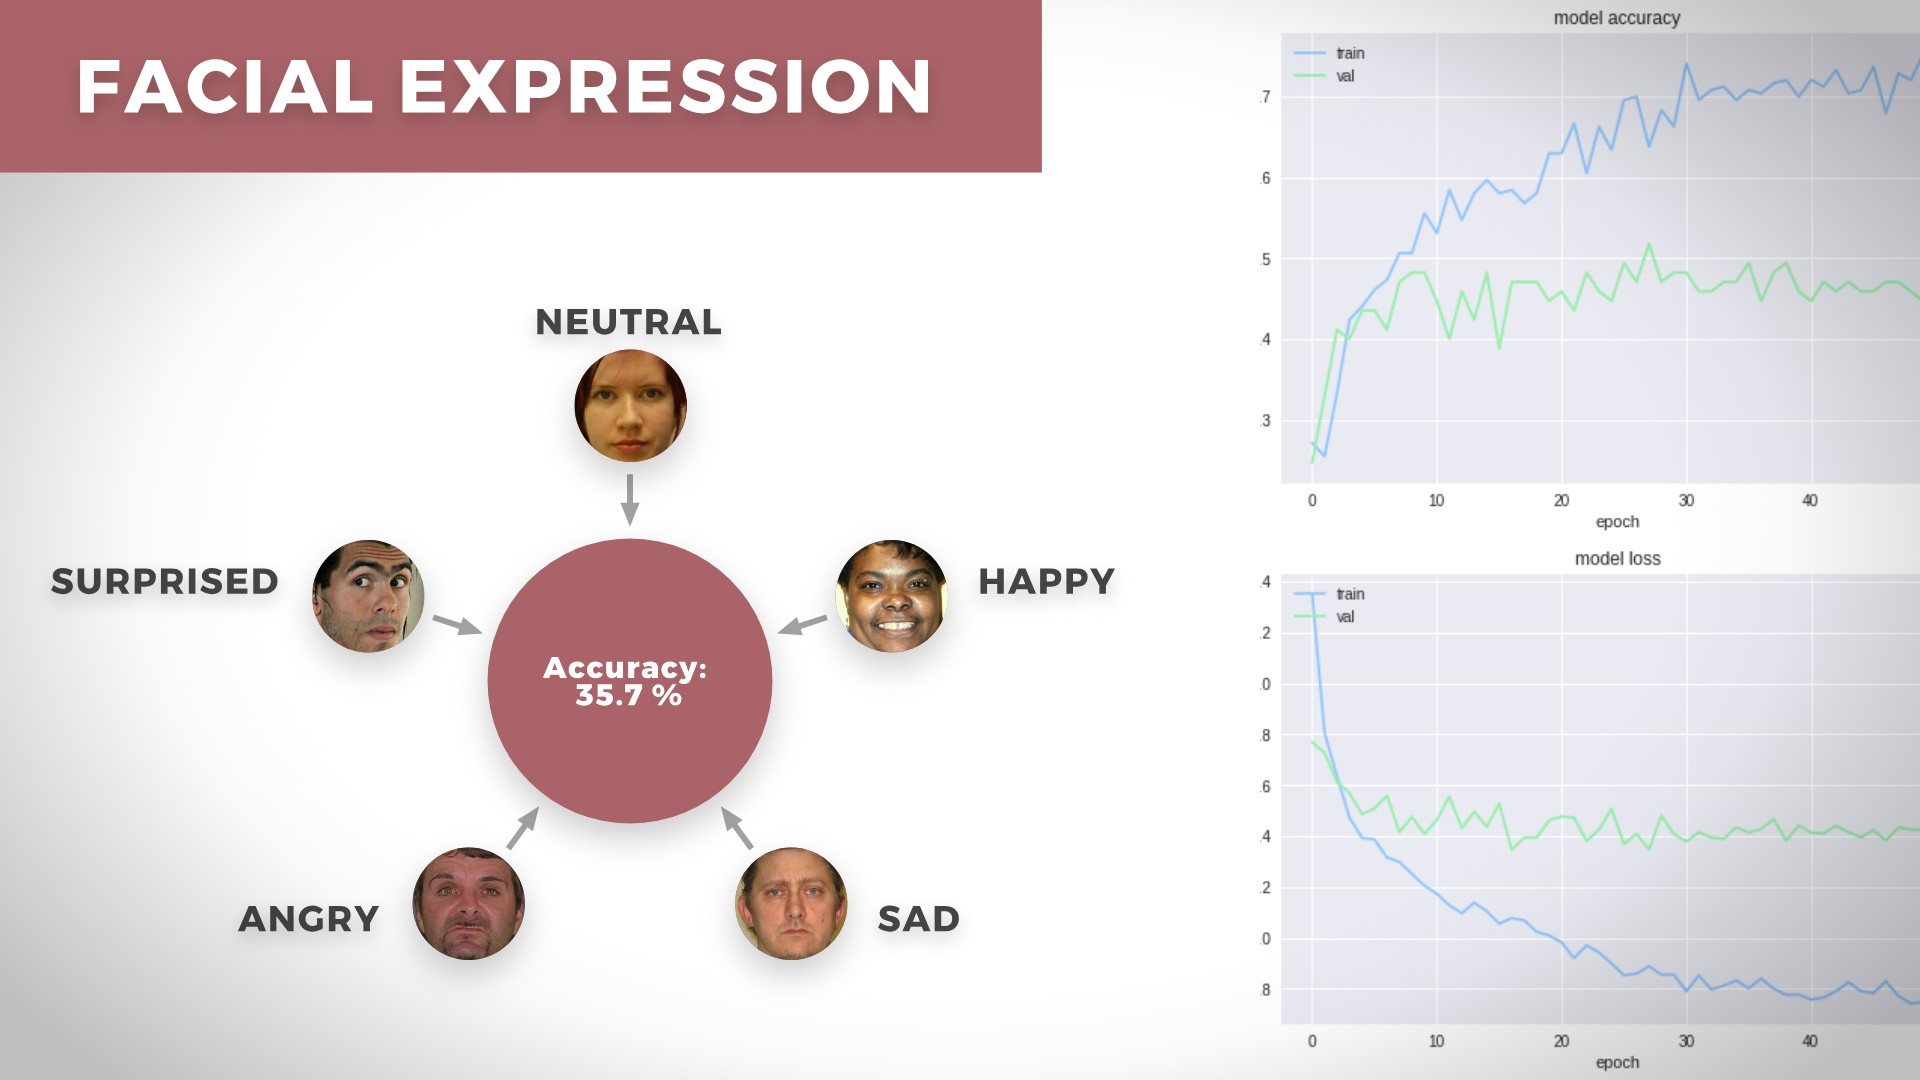 FACIAL EXPRESSION
NEUTRAL
SURPRISED
HAPPY
Accuracy:
35.7 %
ANGRY
SAD
model accuracy
train
val
.7
.6
.5
.4
.3
0 10 20 30 40
epoch
model loss
.4
train
.2
val
.0
.8
.6
.4
.2
.0
.8
0 10 20 30 40
epoch